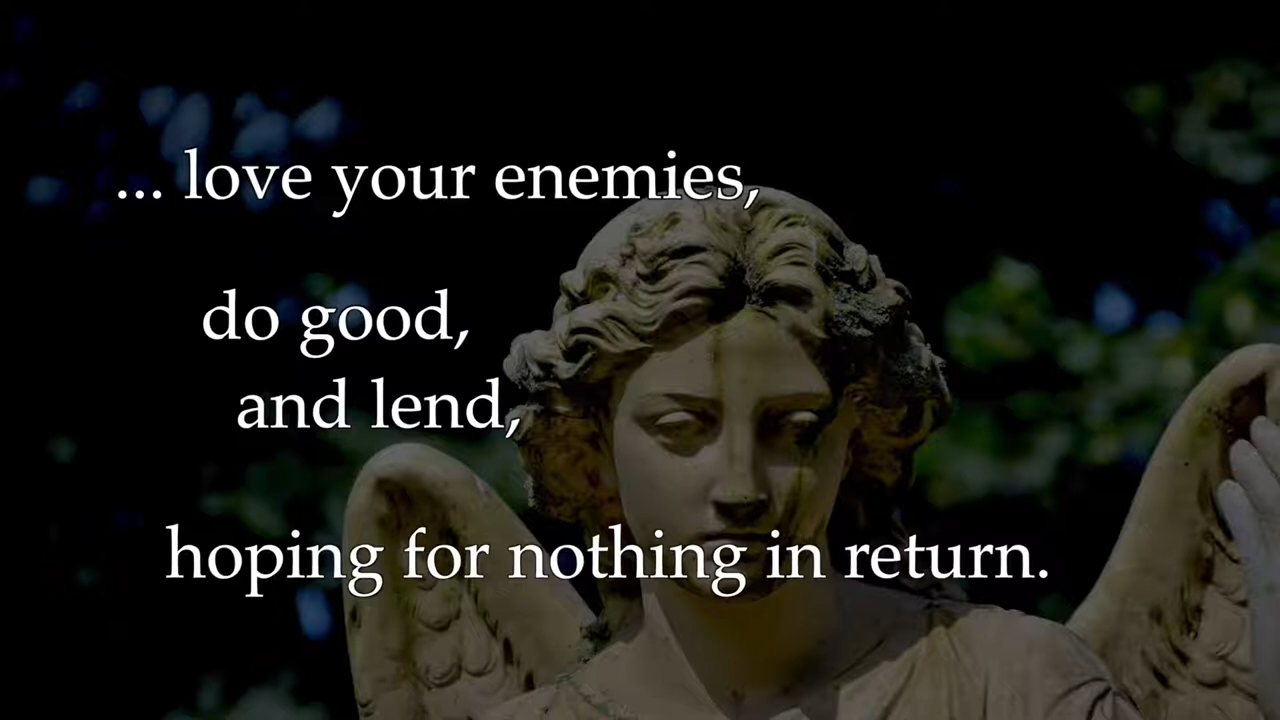 ... love your enemies,
do good,
and lend,
hoping for nothing in return.